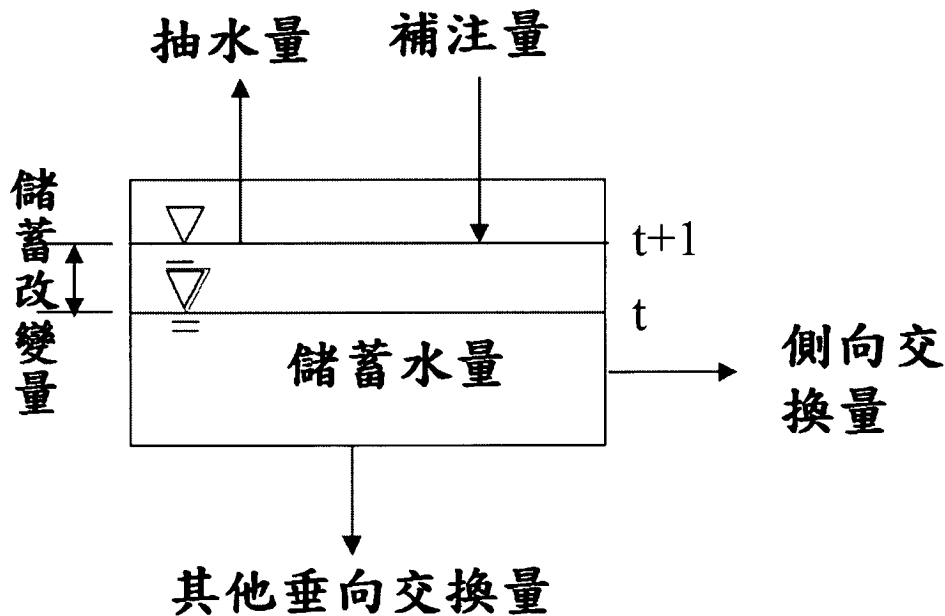 抽水量
補注量
儲蓄改變量
t+1
t
儲蓄水量
側向交
換量
其他垂向交換量